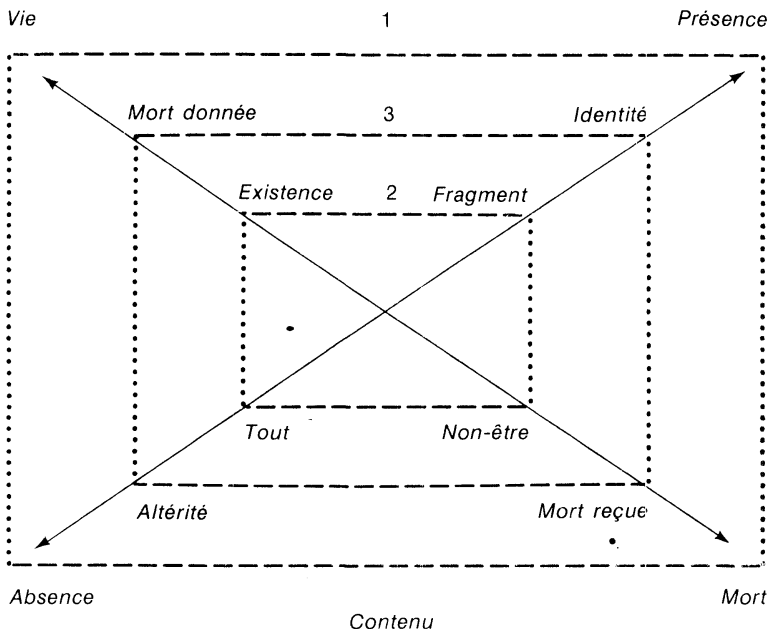 Vie 1 Présence
Mort donnée 3 Identité
Existence 2 Fragment
Tout Non-être
Altérité Mort reçue
Absence Mort
Contenu